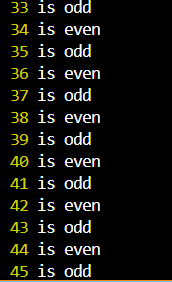 33 is odd
34 is even
35 is odd
36 is even
37 is odd
38 is even
39 is odd
40 is even
41 is odd
42 is even
43 is odd
44 is even
45 is odd